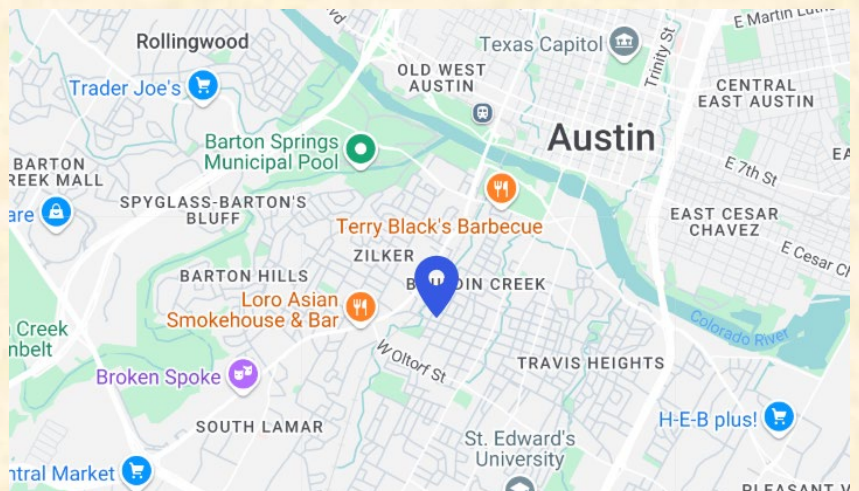 Rollingwood
Texas Capitol
Trinity St
E Martin Luth
Trader Joe's
OLD WEST
AUSTIN
CENTRAL
EAST AUSTIN
Barton Springs
Municipal Pool
Austin
BARTON
REEK MALL
E 7th St
SPYGLASS-BARTON'S
BLUFF
are
Terry Black's Barbecue
EAST CESAR
CHAVEZ
ZILKER
E Cesar Ch
BARTON HILLS
CREEK
Loro Asian
Smokehouse & Bar
Creek
nbelt
Colorado River
W Oltorf St
TRAVIS HEIGHTS
Broken Spoke
SOUTH LAMAR
H-E-B plus!
St. Edward's
University
ntral Market
PLEASANT V